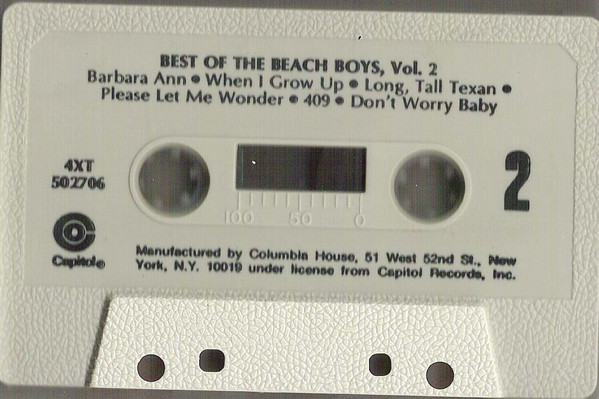 BEST OF THE BEACH BOYS, Vol. 2
Barbara Ann • When I Grow Up • Long, Tall Texan •
Please Let Me Wonder • 409 • Don't Worry Baby
4XT
502706
2
100 50 0
Capitol®
Manufactured by Columbia House, 51 West 52nd St., New
York, N.Y. 10019 under license from Capitol Records, Inc.